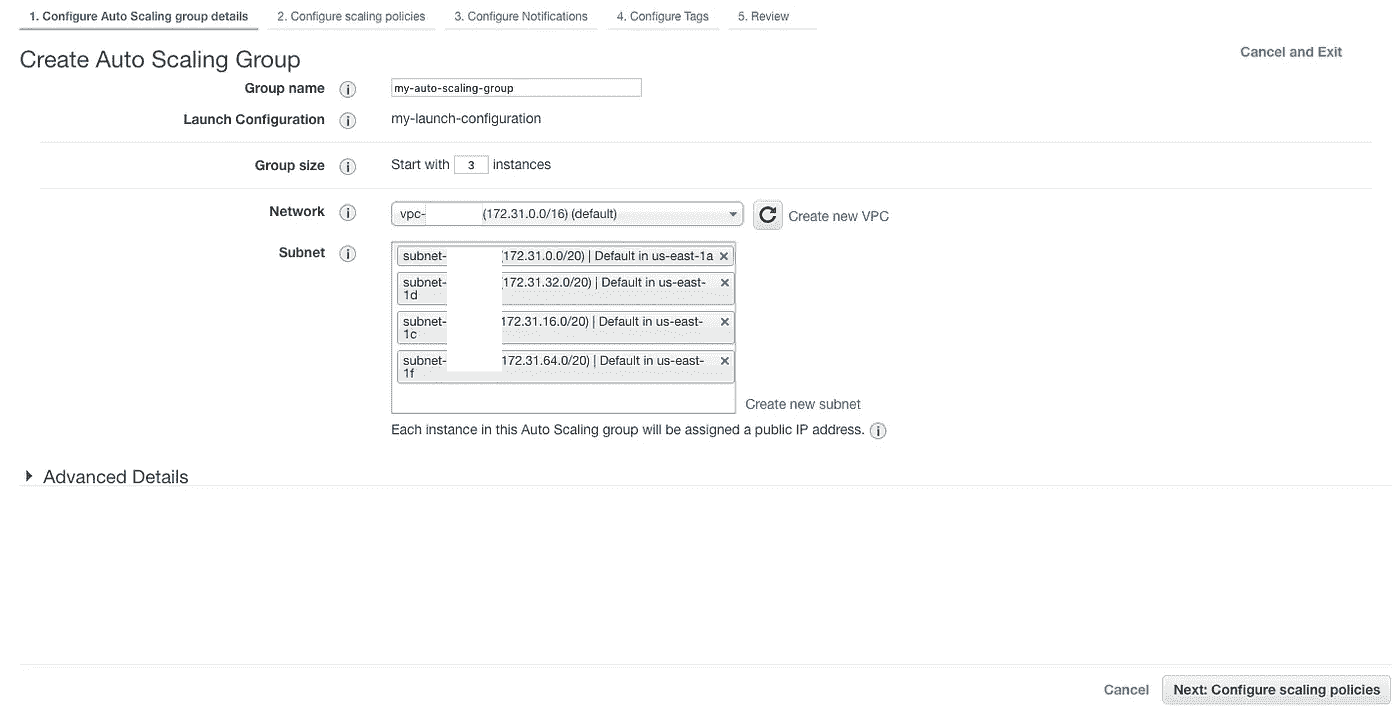 1. Configure Auto Scaling group details 2. Configure scaling policies 3. Configure Notifications 4. Configure Tags 5. Review
Create Auto Scaling Group
Cancel and Exit
Group name i my-auto-scaling-group
Launch Configuration i my-launch-configuration
Group size i Start with 3 instances
Network i vpc- (172.31.0.0/16) (default) Create new VPC
Subnet i subnet- (172.31.0.0/20) | Default in us-east-1a ×
subnet- (172.31.32.0/20) | Default in us-east- ×
1d
subnet- 172.31.16.0/20) | Default in us-east- ×
1c
subnet- 172.31.64.0/20) | Default in us-east- ×
1f
Create new subnet
Each instance in this Auto Scaling group will be assigned a public IP address. i
Advanced Details
Cancel Next: Configure scaling policies